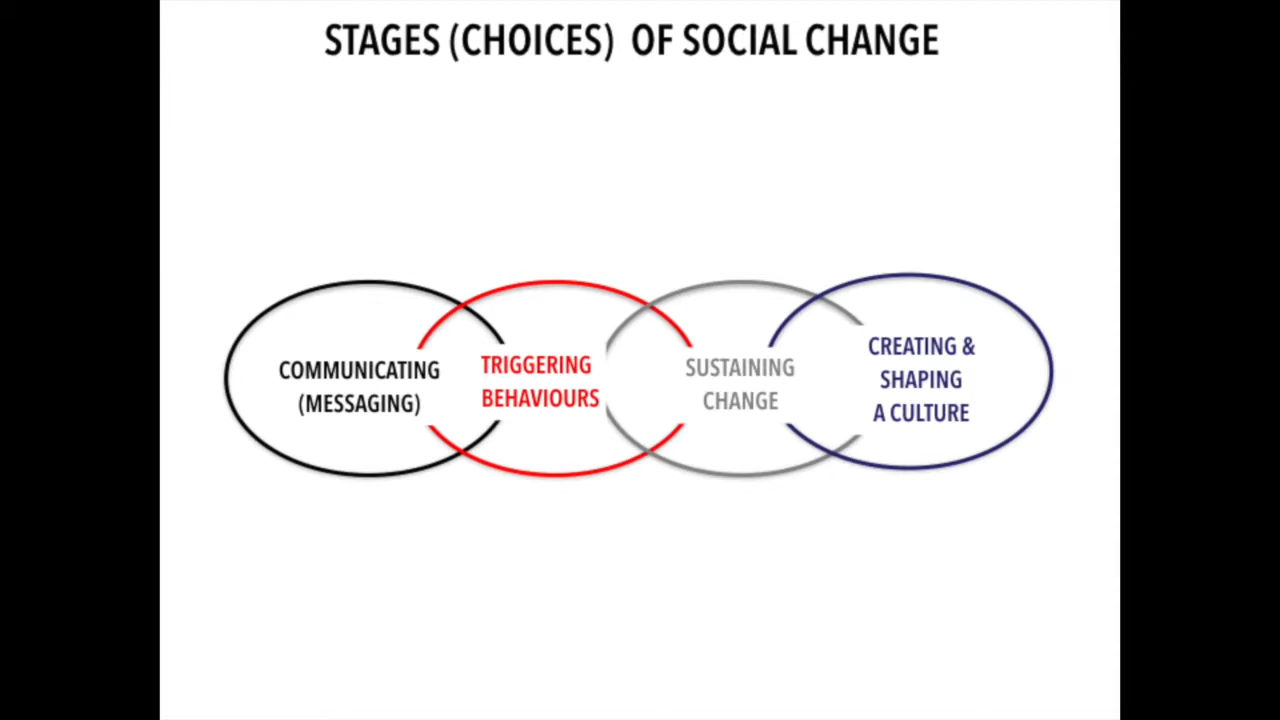 STAGES (CHOICES) OF SOCIAL CHANGE
COMMUNICATING
(MESSAGING)
TRIGGERING
BEHAVIOURS
SUSTAINING
CHANGE
CREATING &
SHAPING
A CULTURE